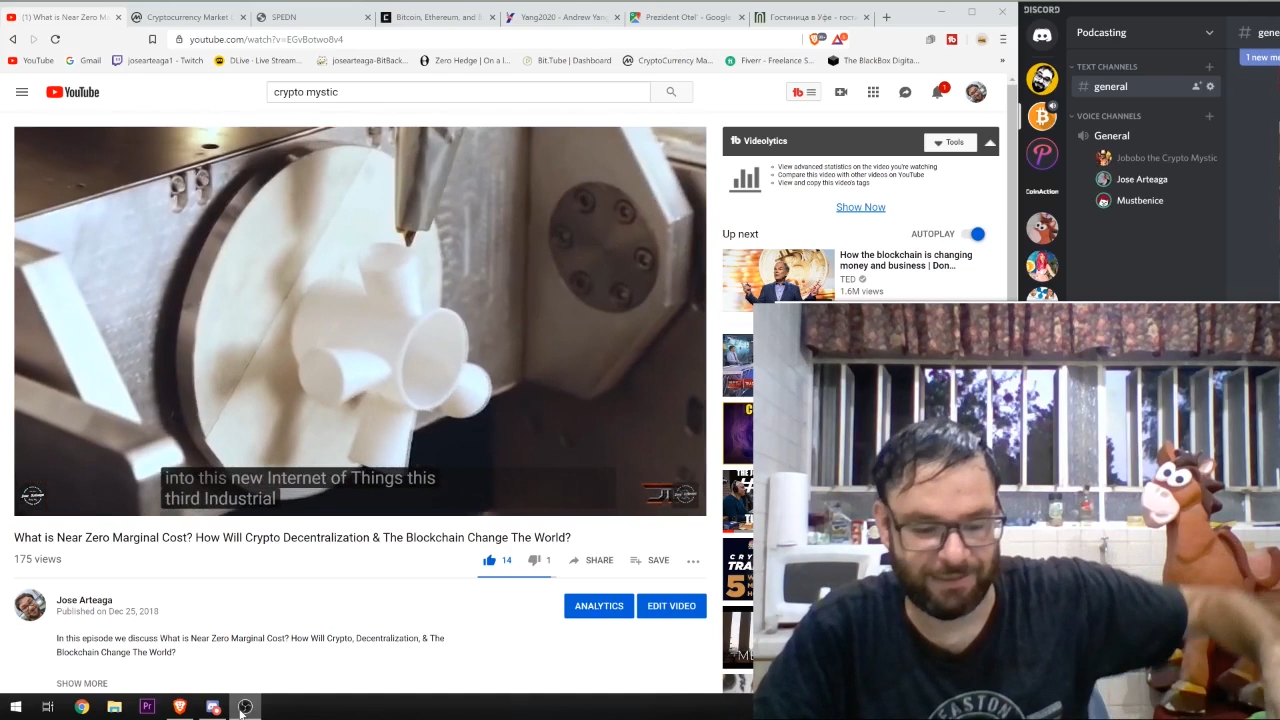 (1) What is Near Zero Ma
Cryptocurrency Market
SPEDN
Bitcoin, Ethereum, and
Yang2020 - Andrew Yang
Prezident Otel' - Google
Гостиница в Уфе - гост
youtube.com/watch?v=EGvBotwo8v4
YouTube
Gmail
josearteaga1 - Twitch
DLive · Live Stream...
josearteaga-BitBack...
Zero Hedge | On a l...
Bit.Tube | Dashboard
CryptoCurrency Ma...
Fiverr - Freelance S...
The BlackBox Digita...
»
YouTube
crypto mystic
1
Videolytics
Tools
View advanced statistics on the video you're watching
Compare this video with other videos on YouTube
View and copy this video's tags
Show Now
Up next
AUTOPLAY
How the blockchain is changing
money and business | Don...
TED
1.6M views
into this new Internet of Things this
third Industrial
What is Near Zero Marginal Cost? How Will Crypto Decentralization & The Blockchain Change The World?
175 views
14
1
SHARE
SAVE
Jose Arteaga
Published on Dec 25, 2018
ANALYTICS
EDIT VIDEO
In this episode we discuss What is Near Zero Marginal Cost? How Will Crypto, Decentralization, & The
Blockchain Change The World?
SHOW MORE
DISCORD
Podcasting
# gene
1 new me
TEXT CHANNELS
# general
VOICE CHANNELS
General
Jobobo the Crypto Mystic
Jose Arteaga
Mustbenice
CoinAction
EASTON
Pr